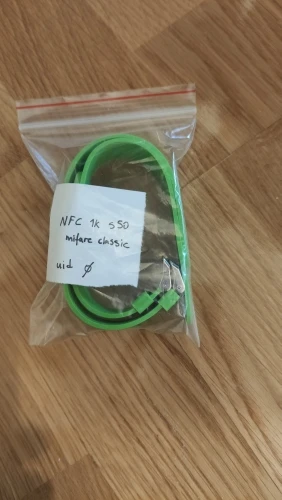 NFC 1k s50
mifare classic
uid ∅